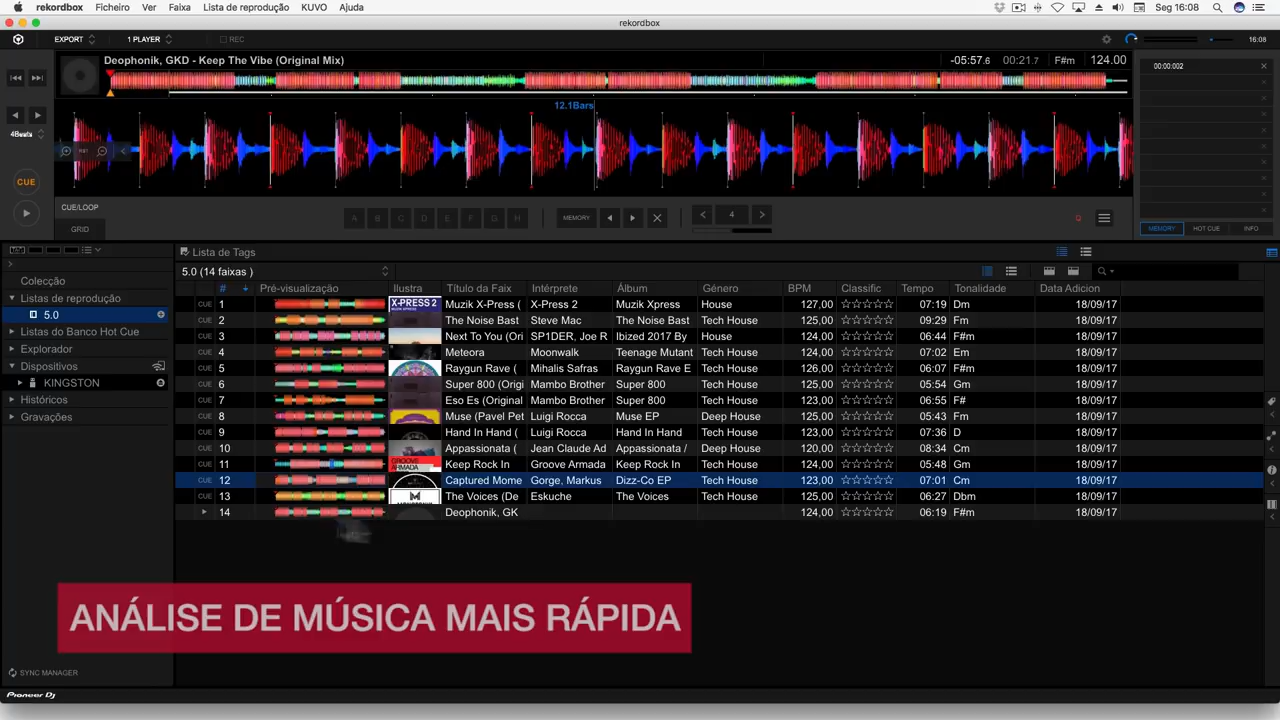 rekordbox Ficheiro Ver Faixa Lista de reprodução KUVO Ajuda Seg 16:08
rekordbox
EXPORT 1 PLAYER REC 16:08
Deophonik, GKD - Keep The Vibe (Original Mix) -05:57.6 00:21.7 F#m 124.00
00:00:002
12.1Bars
4Beats
RST
CUE
CUE/LOOP
GRID
A B C D E F G H MEMORY 4 Q
MEMORY HOT CUE INFO
Lista de Tags
5.0 (14 faixas )
Colecção
Listas de reprodução
5.0
Listas do Banco Hot Cue
Explorador
Dispositivos
KINGSTON
Históricos
Gravações
# Pré-visualização Ilustra Título da Faix Intérprete Álbum Género BPM Classific Tempo Tonalidade Data Adicion
CUE 1 X-PRESS 2 Muzik X-Press ( X-Press 2 Muzik Xpress House 127,00 07:19 Dm 18/09/17
CUE 2 The Noise Bast Steve Mac The Noise Bast Tech House 125,00 09:29 Fm 18/09/17
CUE 3 Next To You (Ori SP1DER, Joe R Ibized 2017 By Tech House 124,00 06:44 F#m 18/09/17
CUE 4 Meteora Moonwalk Teenage Mutant Tech House 124,00 07:02 Em 18/09/17
CUE 5 Raygun Rave ( Mihalis Safras Raygun Rave E Tech House 126,00 06:07 F#m 18/09/17
CUE 6 Super 800 (Origi Mambo Brother Super 800 Tech House 125,00 05:54 Gm 18/09/17
CUE 7 Eso Es (Original Mambo Brother Super 800 Tech House 123,00 06:55 F# 18/09/17
CUE 8 Muse (Pavel Pet Luigi Rocca Muse EP Deep House 125,00 05:43 Fm 18/09/17
CUE 9 Hand In Hand ( Luigi Rocca Hand In Hand Tech House 123,00 07:36 D 18/09/17
CUE 10 Appassionata ( Jean Claude Ad Appassionata / Deep House 120,00 08:34 Cm 18/09/17
CUE 11 GROOVE ARMADA Keep Rock In Groove Armada Keep Rock In Tech House 124,00 05:48 Gm 18/09/17
CUE 12 Captured Mome Gorge, Markus Dizz-Co EP Tech House 123,00 07:01 Cm 18/09/17
CUE 13 The Voices (De Eskuche The Voices Tech House 125,00 06:27 Dbm 18/09/17
14 Deophonik, GK 124,00 06:19 F#m 18/09/17
ANÁLISE DE MÚSICA MAIS RÁPIDA
SYNC MANAGER
Pioneer Dj